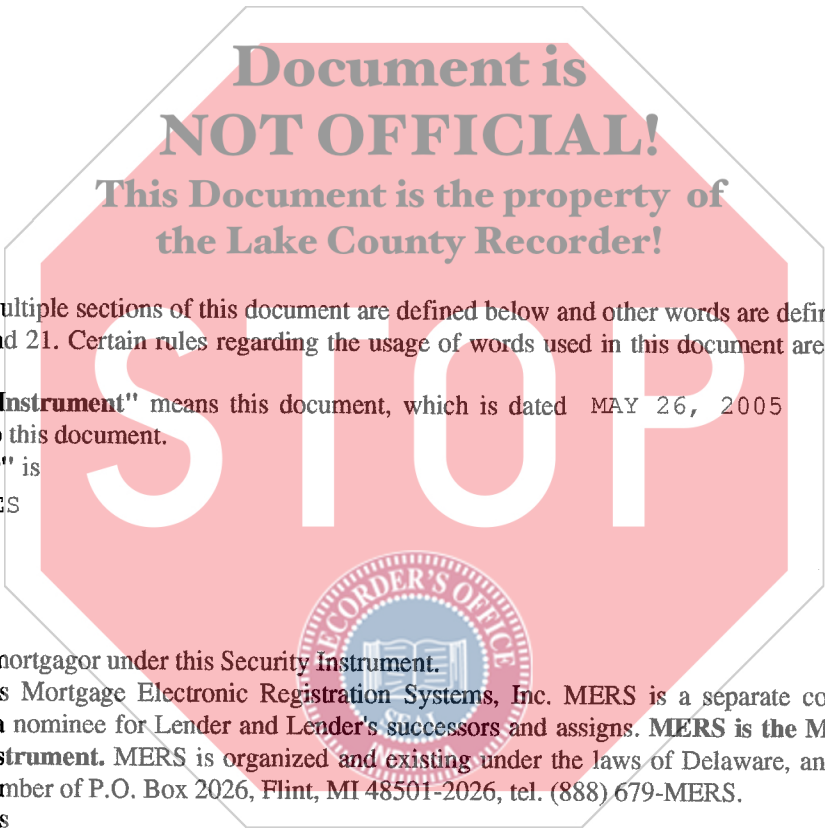 Document is
NOT OFFICIAL!
This Document is the property of
the Lake County Recorder!
ultiple sections of this document are defined below and other words are defin
d 21. Certain rules regarding the usage of words used in this document are
Instrument" means this document, which is dated MAY 26, 2005
this document.
" is
ES
STOP
RECORDER'S OFFICE
mortgagor under this Security Instrument.
s Mortgage Electronic Registration Systems, Inc. MERS is a separate co
a nominee for Lender and Lender's successors and assigns. MERS is the M
strument. MERS is organized and existing under the laws of Delaware, an
mber of P.O. Box 2026, Flint, MI 48501-2026, tel. (888) 679-MERS.
s
SEAL
INDIANA